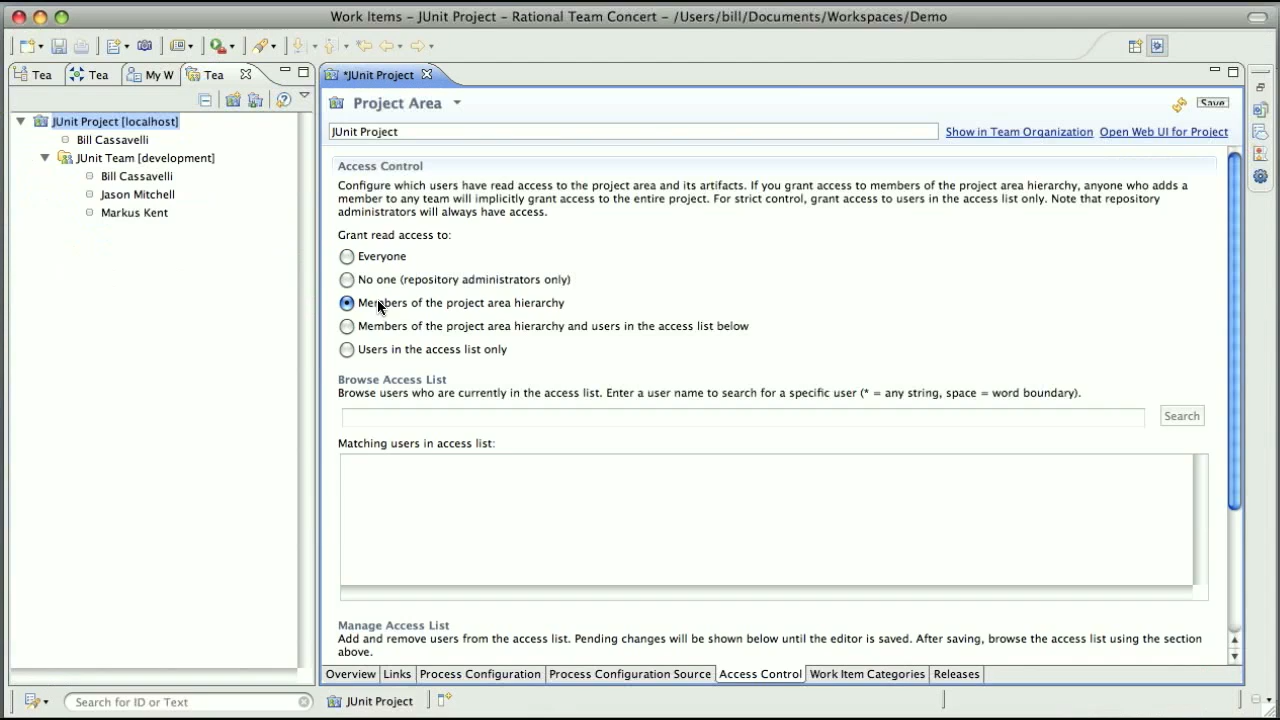 Work Items – JUnit Project – Rational Team Concert – /Users/bill/Documents/Workspaces/Demo
Tea
Tea
My W
Tea
*JUnit Project
Project Area
Save
JUnit Project
Show in Team Organization
Open Web UI for Project
JUnit Project [localhost]
Bill Cassavelli
JUnit Team [development]
Bill Cassavelli
Jason Mitchell
Markus Kent
Access Control
Configure which users have read access to the project area and its artifacts. If you grant access to members of the project area hierarchy, anyone who adds a
member to any team will implicitly grant access to the entire project. For strict control, grant access to users in the access list only. Note that repository
administrators will always have access.
Grant read access to:
Everyone
No one (repository administrators only)
Members of the project area hierarchy
Members of the project area hierarchy and users in the access list below
Users in the access list only
Browse Access List
Browse users who are currently in the access list. Enter a user name to search for a specific user (* = any string, space = word boundary).
Search
Matching users in access list:
Manage Access List
Add and remove users from the access list. Pending changes will be shown below until the editor is saved. After saving, browse the access list using the section
above.
Overview
Links
Process Configuration
Process Configuration Source
Access Control
Work Item Categories
Releases
Search for ID or Text
JUnit Project